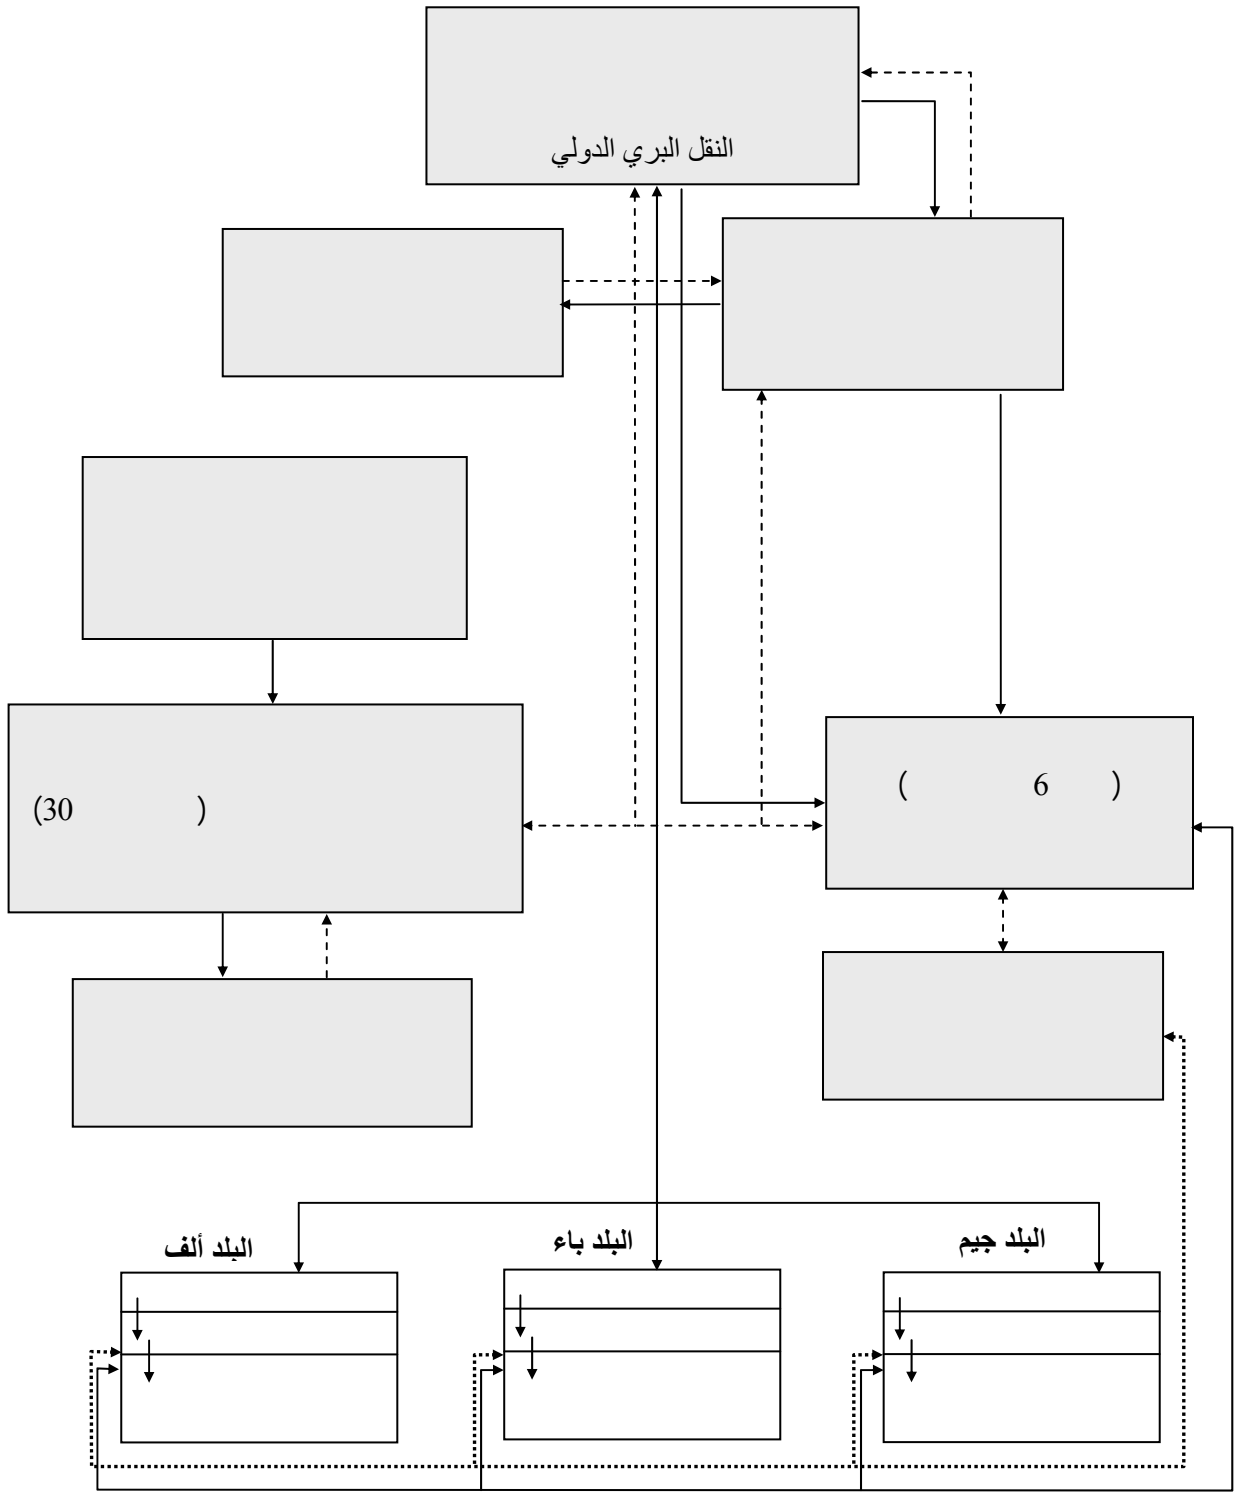 النقل البري الدولي
( 6 )
(30 )
البلد جيم
البلد باء
البلد ألف